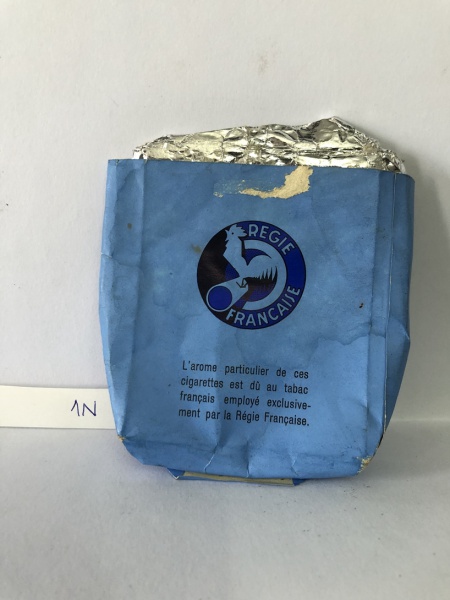 REGIE
FRANÇAISE
L'arome particulier de ces
cigarettes est dû au tabac
français employé exclusive-
ment par la Régie Française.
1N